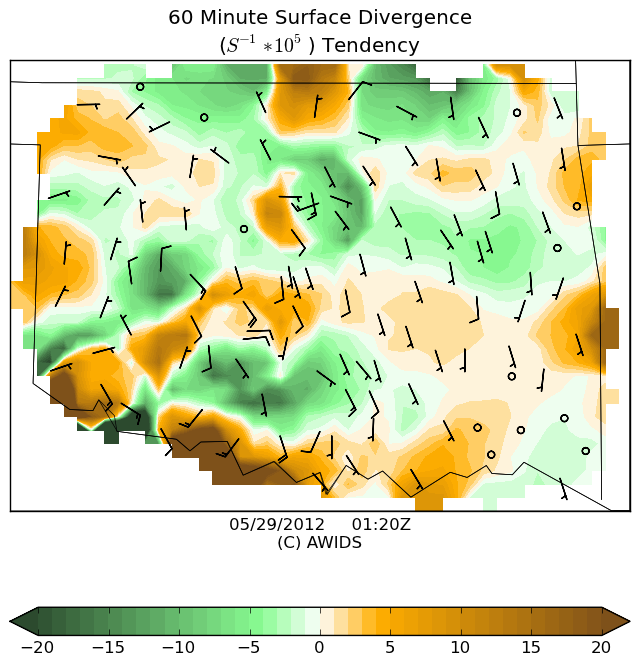 60 Minute Surface Divergence
($S^{-1} * 10^5$ ) Tendency
05/29/2012 01:20Z
(C) AWIDS
−20 −15 −10 −5 0 5 10 15 20